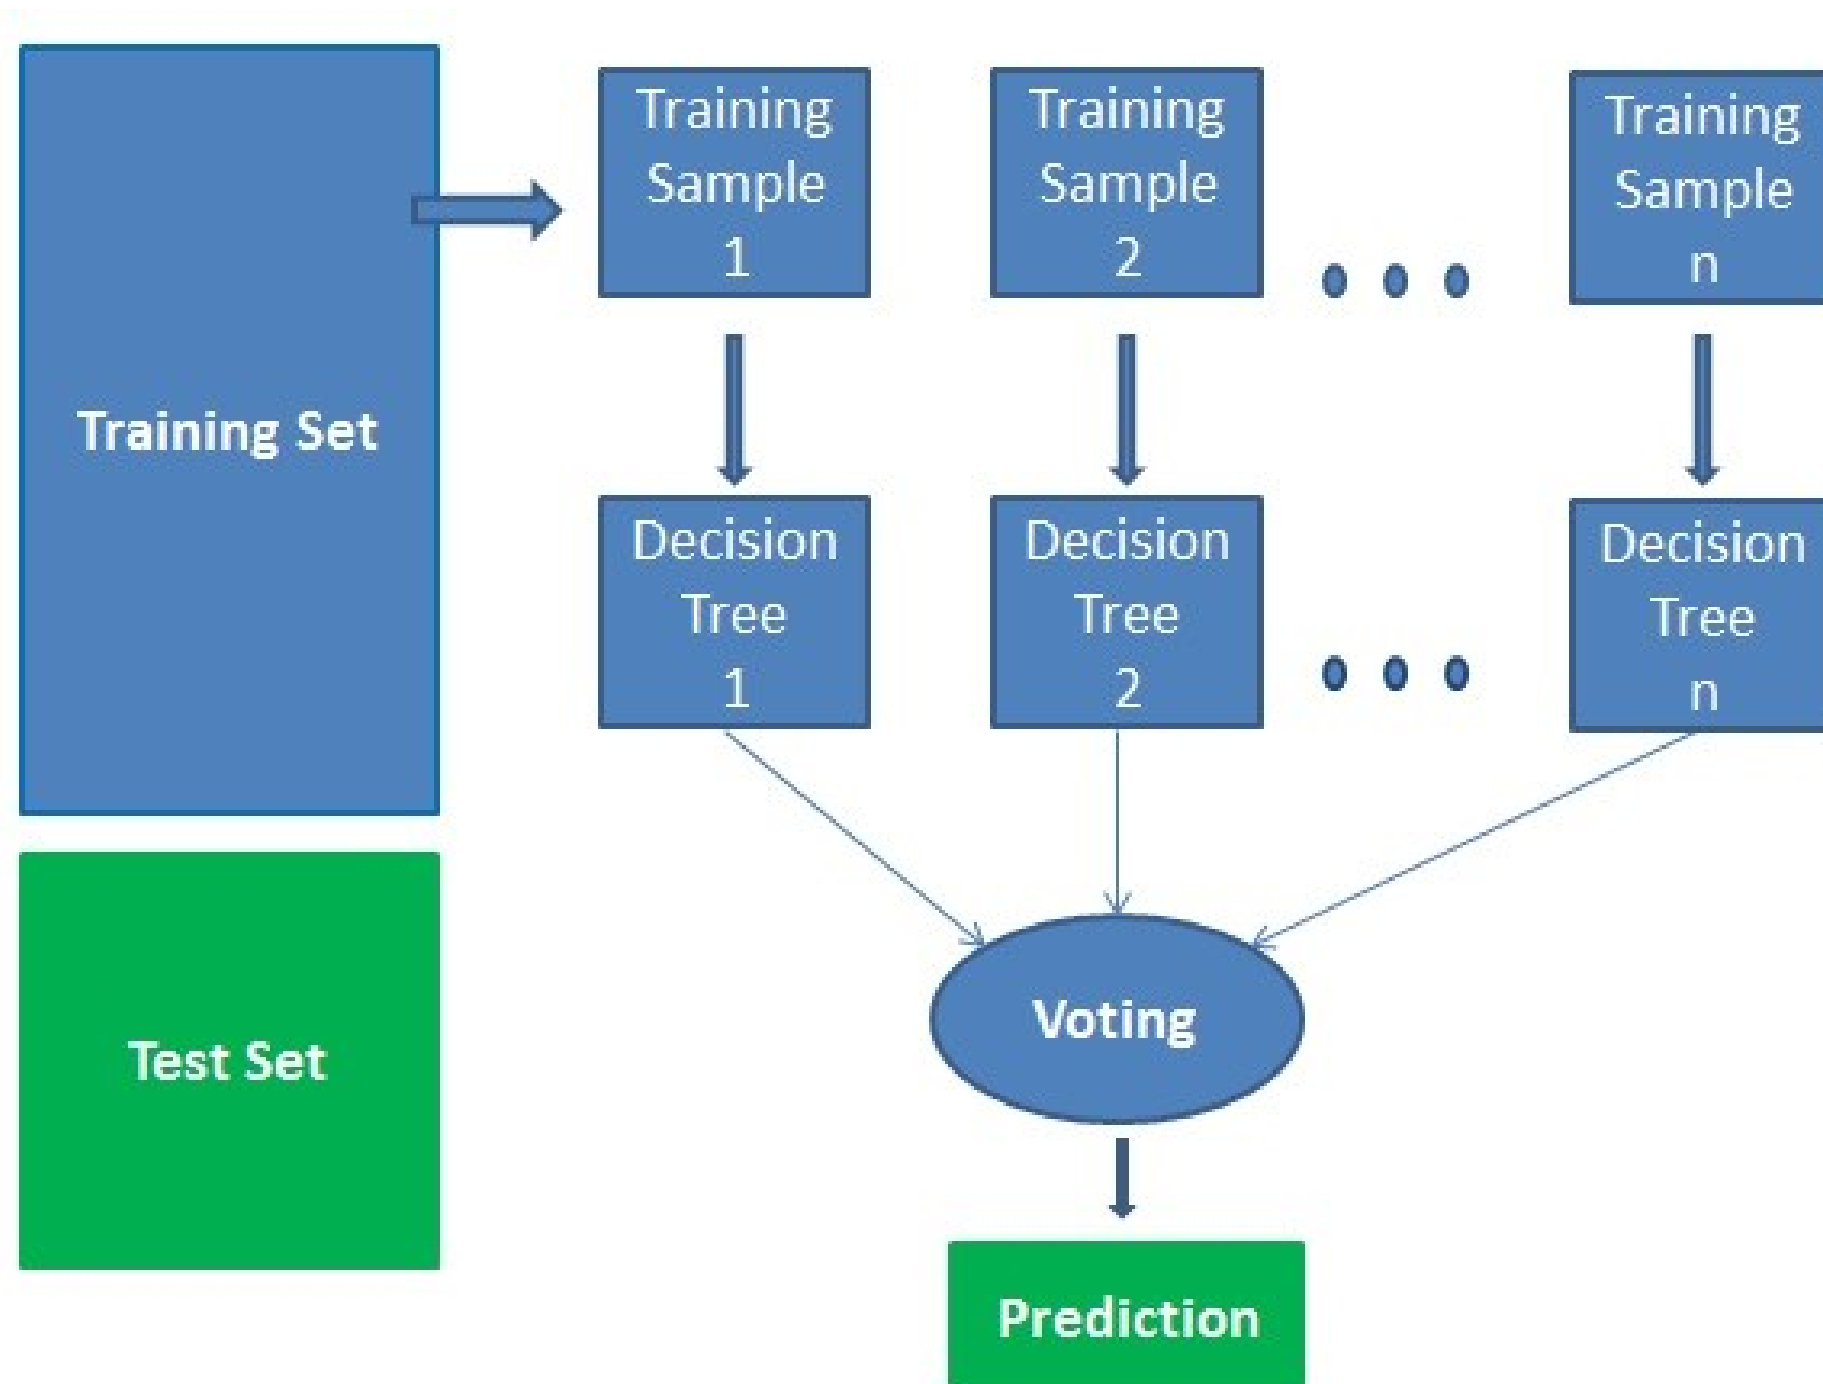 Training Set
Training
Sample
1
Training
Sample
2
Training
Sample
n
Decision
Tree
1
Decision
Tree
2
Decision
Tree
n
Test Set
Voting
Prediction